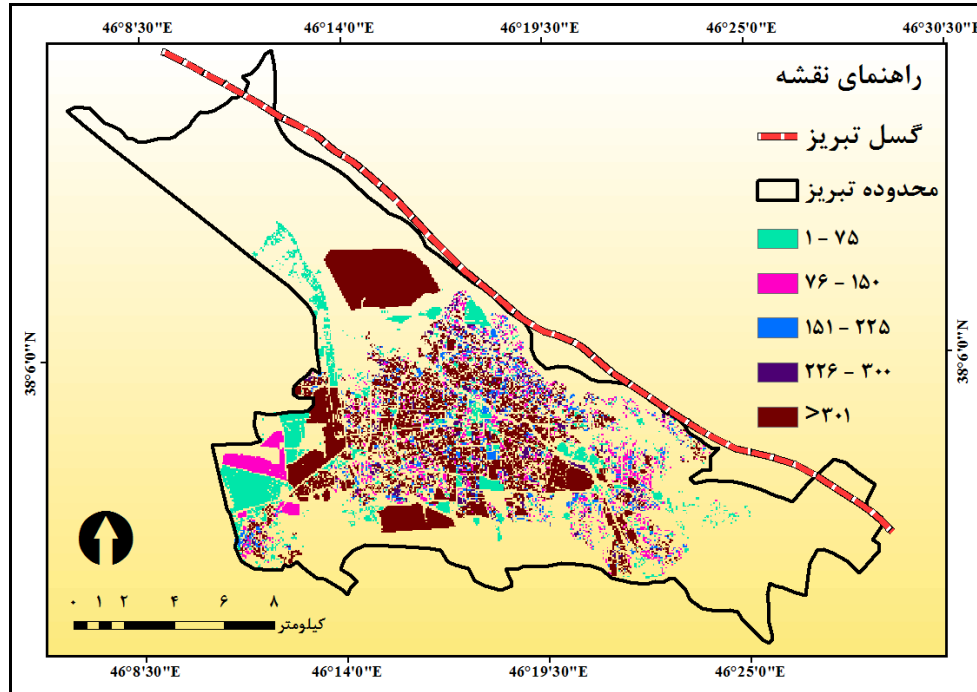 46°8'30"E 46°14'0"E 46°19'30"E 46°25'0"E 46°30'30"E
راهنمای نقشه
گسل تبریز
محدوده تبریز
۱ - ۷۵
۷۶ - ۱۵۰
۱۵۱ - ۲۲۵
۲۲۶ - ۳۰۰
<۳۰۱
38°6'0"N
38°6'0"N
۰ ۱ ۲ ۴ ۶ ۸
کیلومتر
46°8'30"E 46°14'0"E 46°19'30"E 46°25'0"E